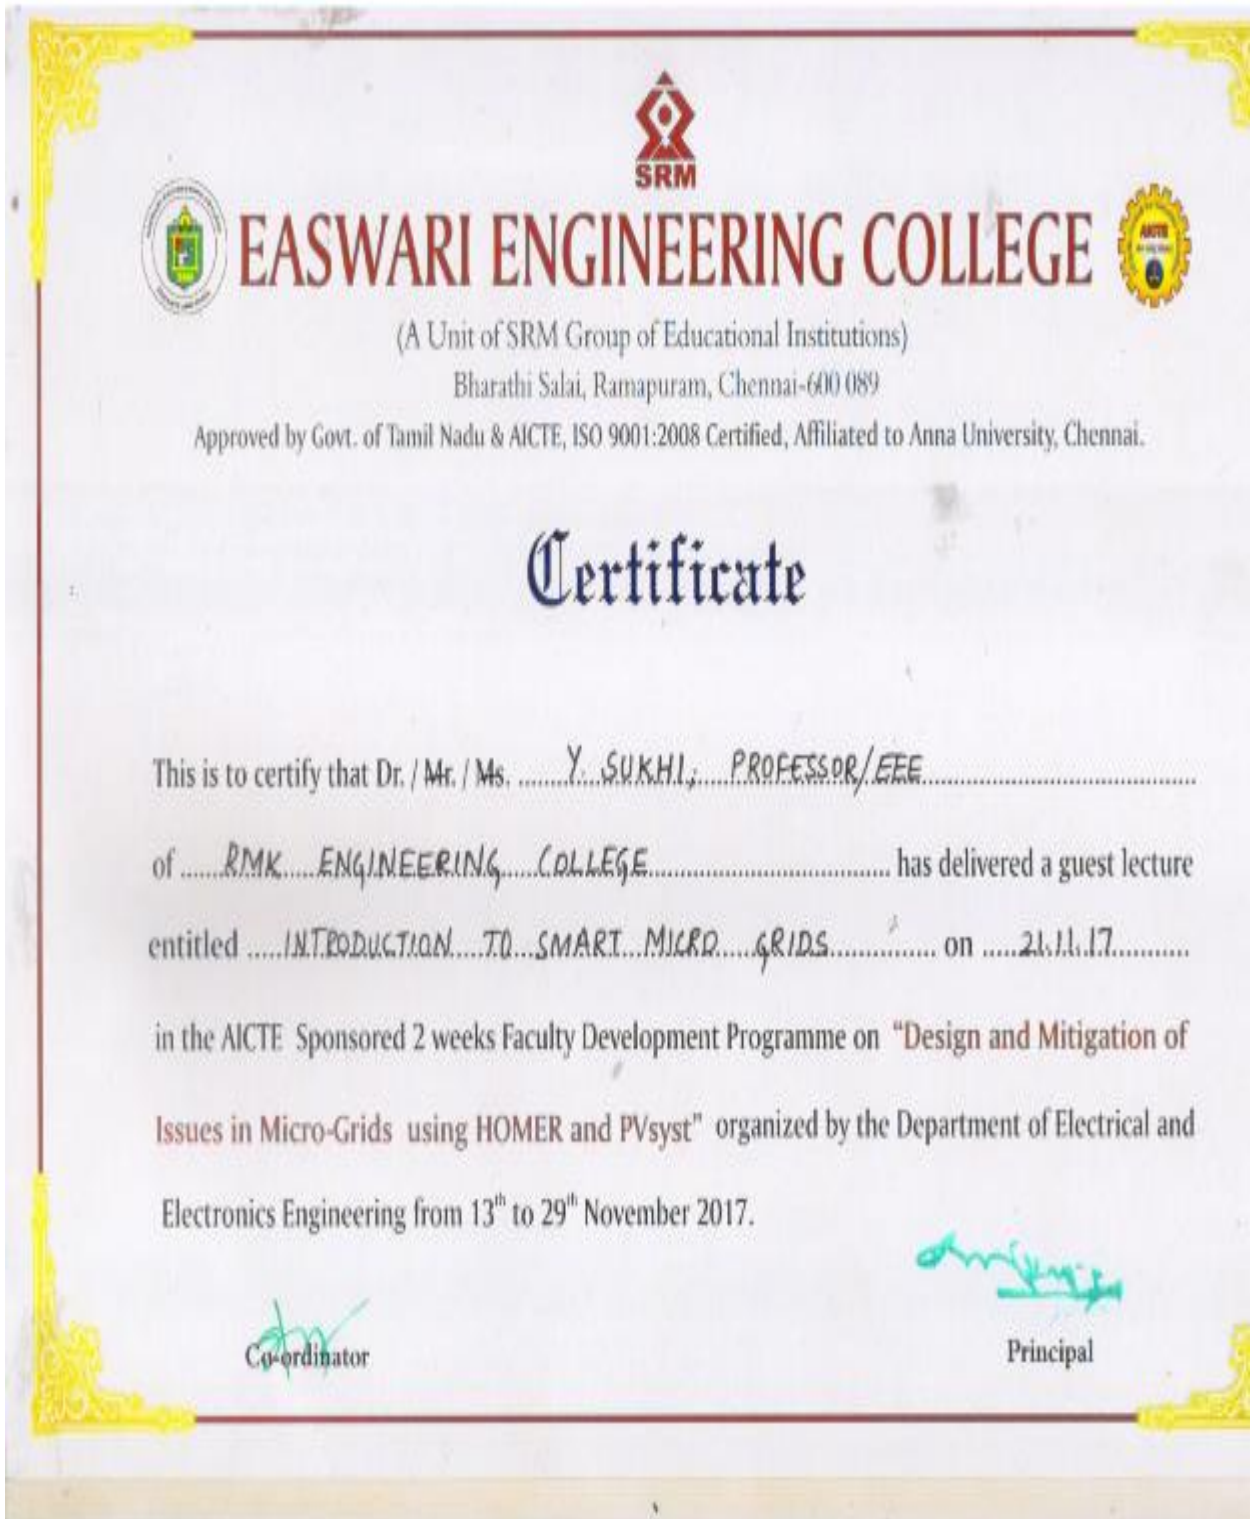 SRM
EASWARI ENGINEERING COLLEGE
AICTE
(A Unit of SRM Group of Educational Institutions)
Bharathi Salai, Ramapuram, Chennai-600 089
Approved by Govt. of Tamil Nadu & AICTE, ISO 9001:2008 Certified, Affiliated to Anna University, Chennai.
Certificate
This is to certify that Dr. / Mr. / Ms. Y. SUKHI, PROFESSOR/EEE
of RMK ENGINEERING COLLEGE has delivered a guest lecture
entitled INTRODUCTION TO SMART MICRO GRIDS on 21.11.17
in the AICTE Sponsored 2 weeks Faculty Development Programme on "Design and Mitigation of
Issues in Micro-Grids using HOMER and PVsyst" organized by the Department of Electrical and
Electronics Engineering from 13th to 29th November 2017.
Co-ordinator
Principal